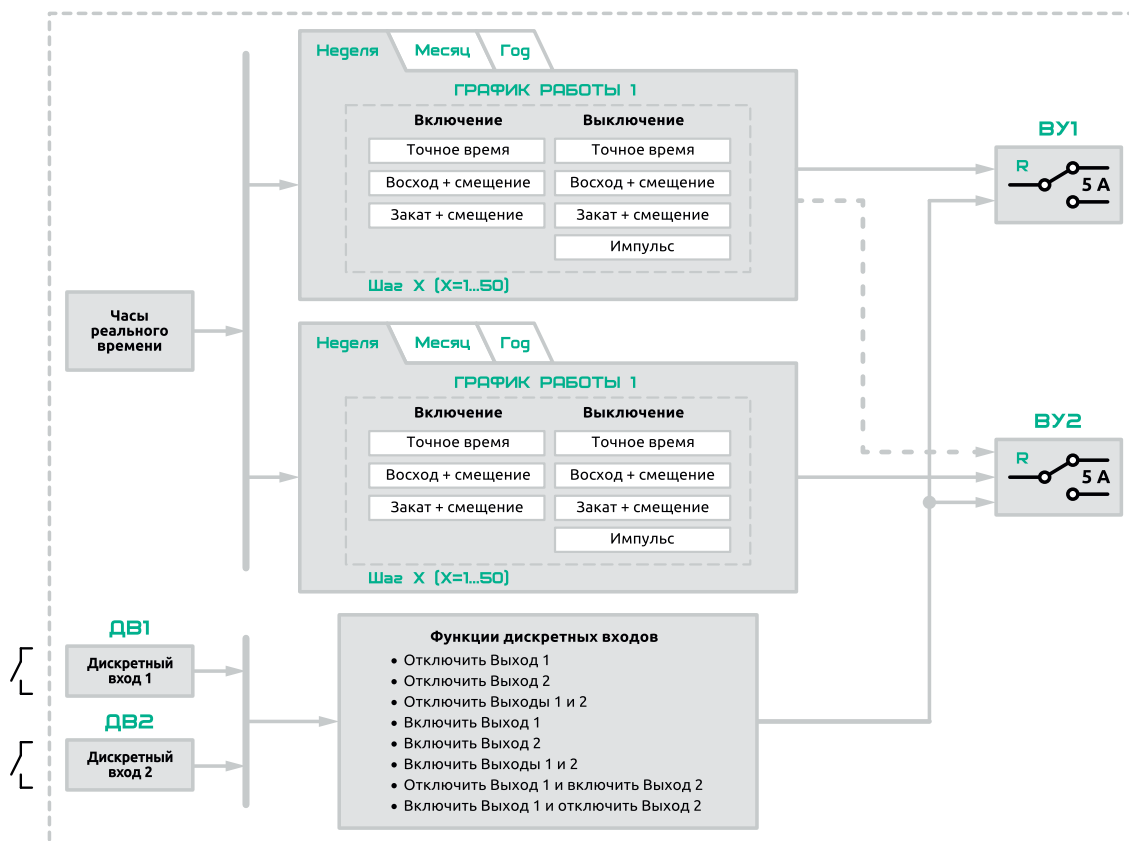 Неделя Месяц Год
ГРАФИК РАБОТЫ 1
Включение Выключение
Точное время Точное время
Восход + смещение Восход + смещение
Закат + смещение Закат + смещение
Импульс
Шаг X (X=1...50)
ВУ1
R
5 А
Часы
реального
времени
Неделя Месяц Год
ГРАФИК РАБОТЫ 1
Включение Выключение
Точное время Точное время
Восход + смещение Восход + смещение
Закат + смещение Закат + смещение
Импульс
Шаг X (X=1...50)
ВУ2
R
5 А
ДВ1
Дискретный
вход 1
ДВ2
Дискретный
вход 2
Функции дискретных входов
• Отключить Выход 1
• Отключить Выход 2
• Отключить Выходы 1 и 2
• Включить Выход 1
• Включить Выход 2
• Включить Выходы 1 и 2
• Отключить Выход 1 и включить Выход 2
• Включить Выход 1 и отключить Выход 2